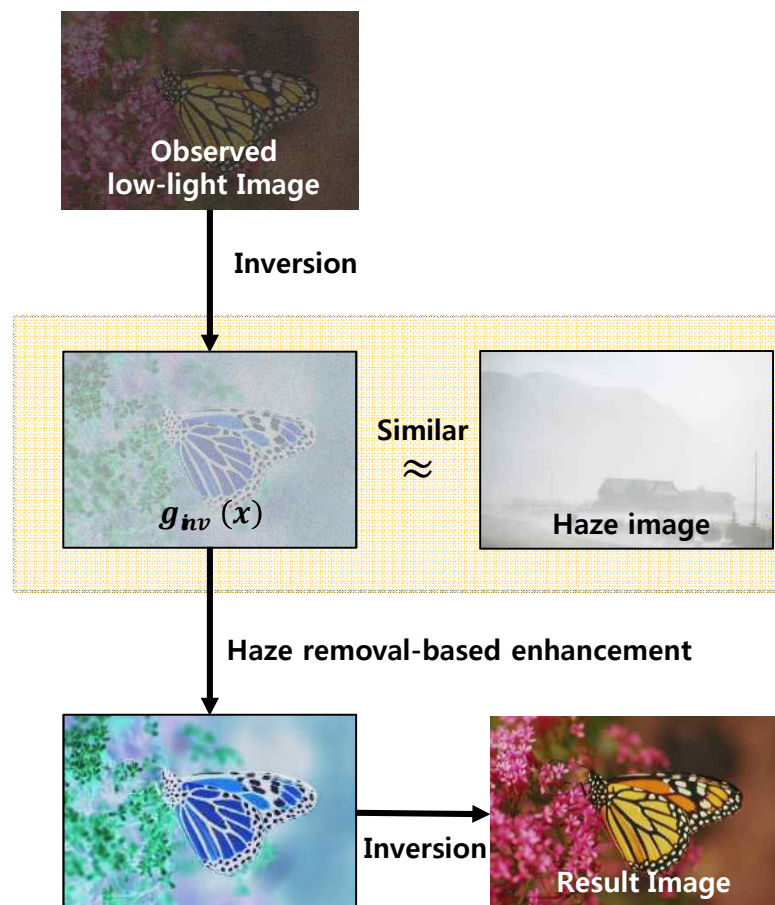 Observed
low-light Image
Inversion
Similar
≈
g_inv (x)
Haze image
Haze removal-based enhancement
Inversion
Result Image